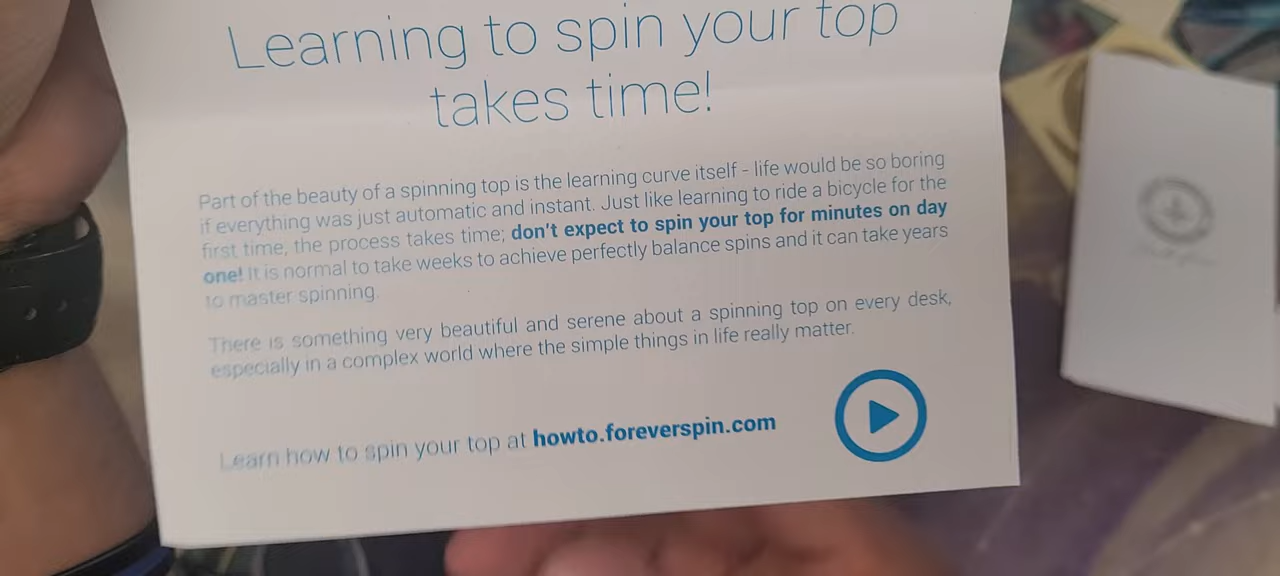 Learning to spin your top
takes time!
Part of the beauty of a spinning top is the learning curve itself - life would be so boring
if everything was just automatic and instant. Just like learning to ride a bicycle for the
first time, the process takes time; don't expect to spin your top for minutes on day
one! It is normal to take weeks to achieve perfectly balance spins and it can take years
to master spinning.
There is something very beautiful and serene about a spinning top on every desk,
especially in a complex world where the simple things in life really matter.
Learn how to spin your top at howto.foreverspin.com